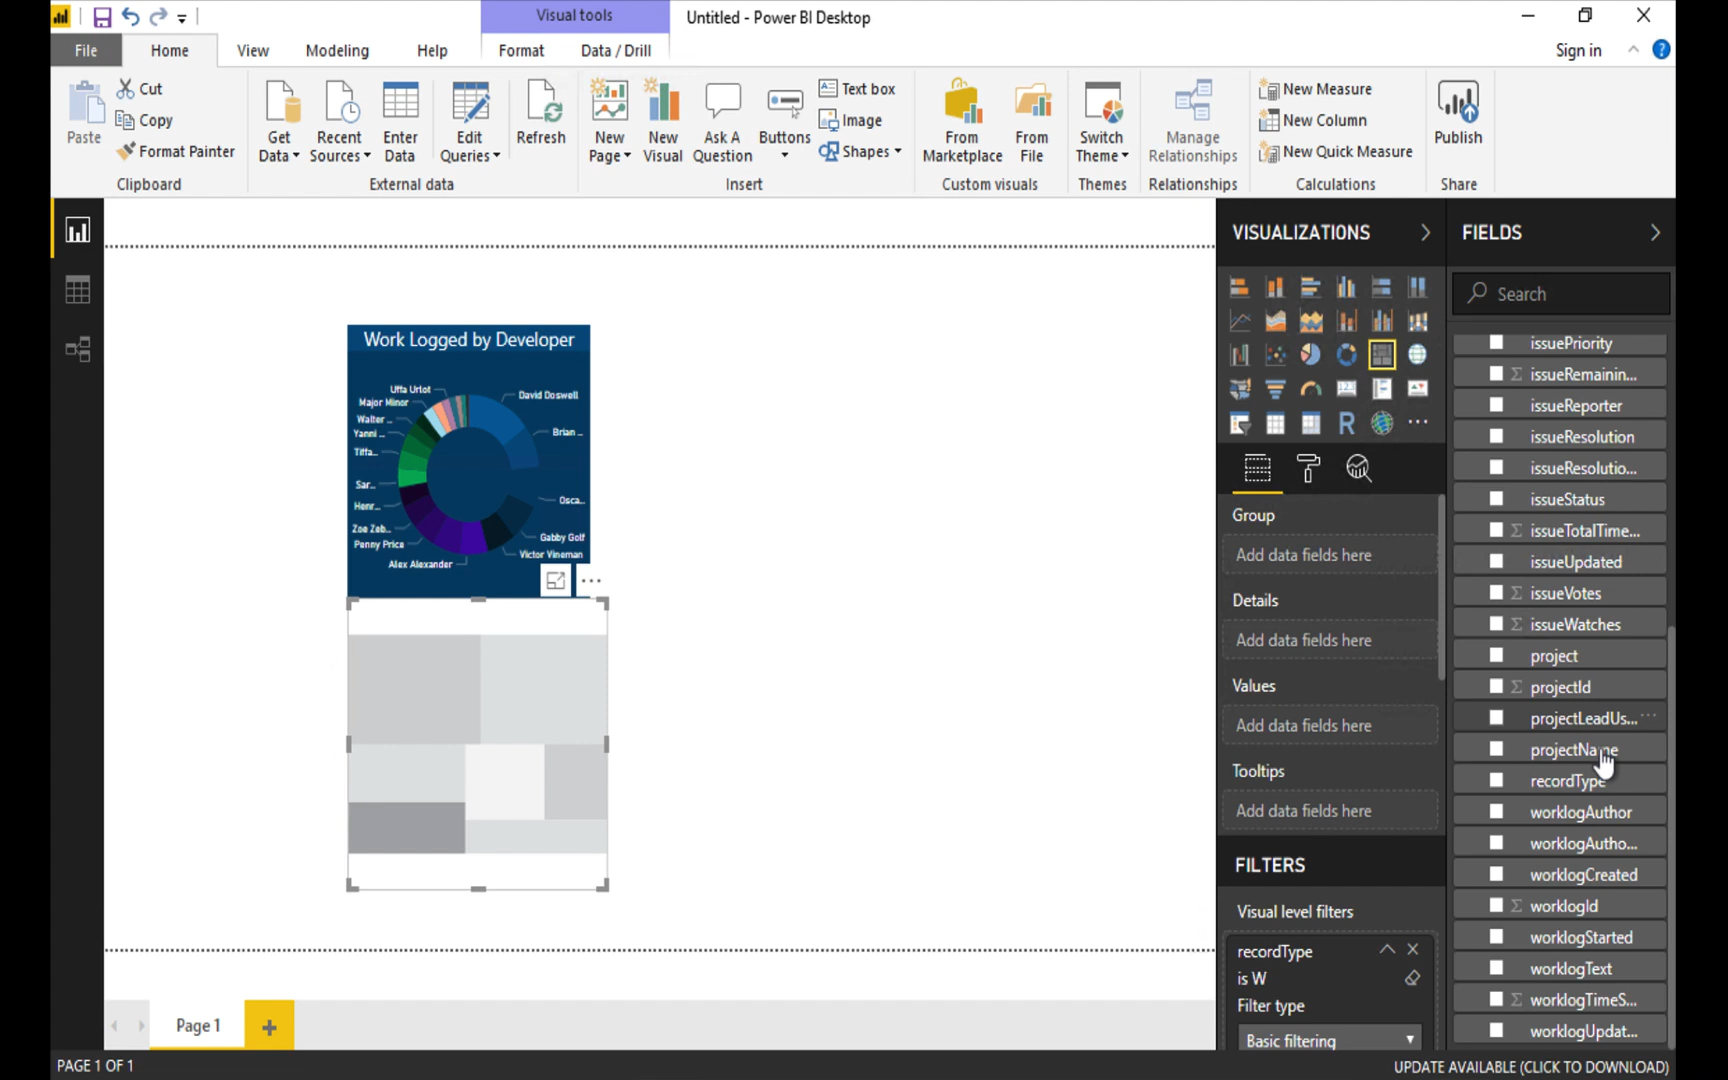 Visual tools
Untitled - Power BI Desktop
File
Home
View
Modeling
Help
Format
Data / Drill
Sign in
?
Paste
Cut
Copy
Format Painter
Clipboard
Get Data
Recent Sources
Enter Data
Edit Queries
Refresh
External data
New Page
New Visual
Ask A Question
Buttons
Text box
Image
Shapes
Insert
From Marketplace
From File
Custom visuals
Switch Theme
Themes
Manage Relationships
Relationships
New Measure
New Column
New Quick Measure
Calculations
Publish
Share
Work Logged by Developer
Uffa Urlot
Major Minor
Walter ...
Yanni ...
Tiffa...
Sar...
Henr...
Zoe Zeb...
Penny Price
Alex Alexander
David Doswell
Brian ...
Osca...
Gabby Golf
Victor Vineman
VISUALIZATIONS
R
Group
Add data fields here
Details
Add data fields here
Values
Add data fields here
Tooltips
Add data fields here
FILTERS
Visual level filters
recordType
is W
Filter type
Basic filtering
FIELDS
Search
issuePriority
Σ issueRemainin...
issueReporter
issueResolution
issueResolutio...
issueStatus
Σ issueTotalTime...
issueUpdated
Σ issueVotes
Σ issueWatches
project
Σ projectId
projectLeadUs...
projectName
recordType
worklogAuthor
worklogAutho...
worklogCreated
Σ worklogId
worklogStarted
worklogText
Σ worklogTimeS...
worklogUpdat...
Page 1
PAGE 1 OF 1
UPDATE AVAILABLE (CLICK TO DOWNLOAD)